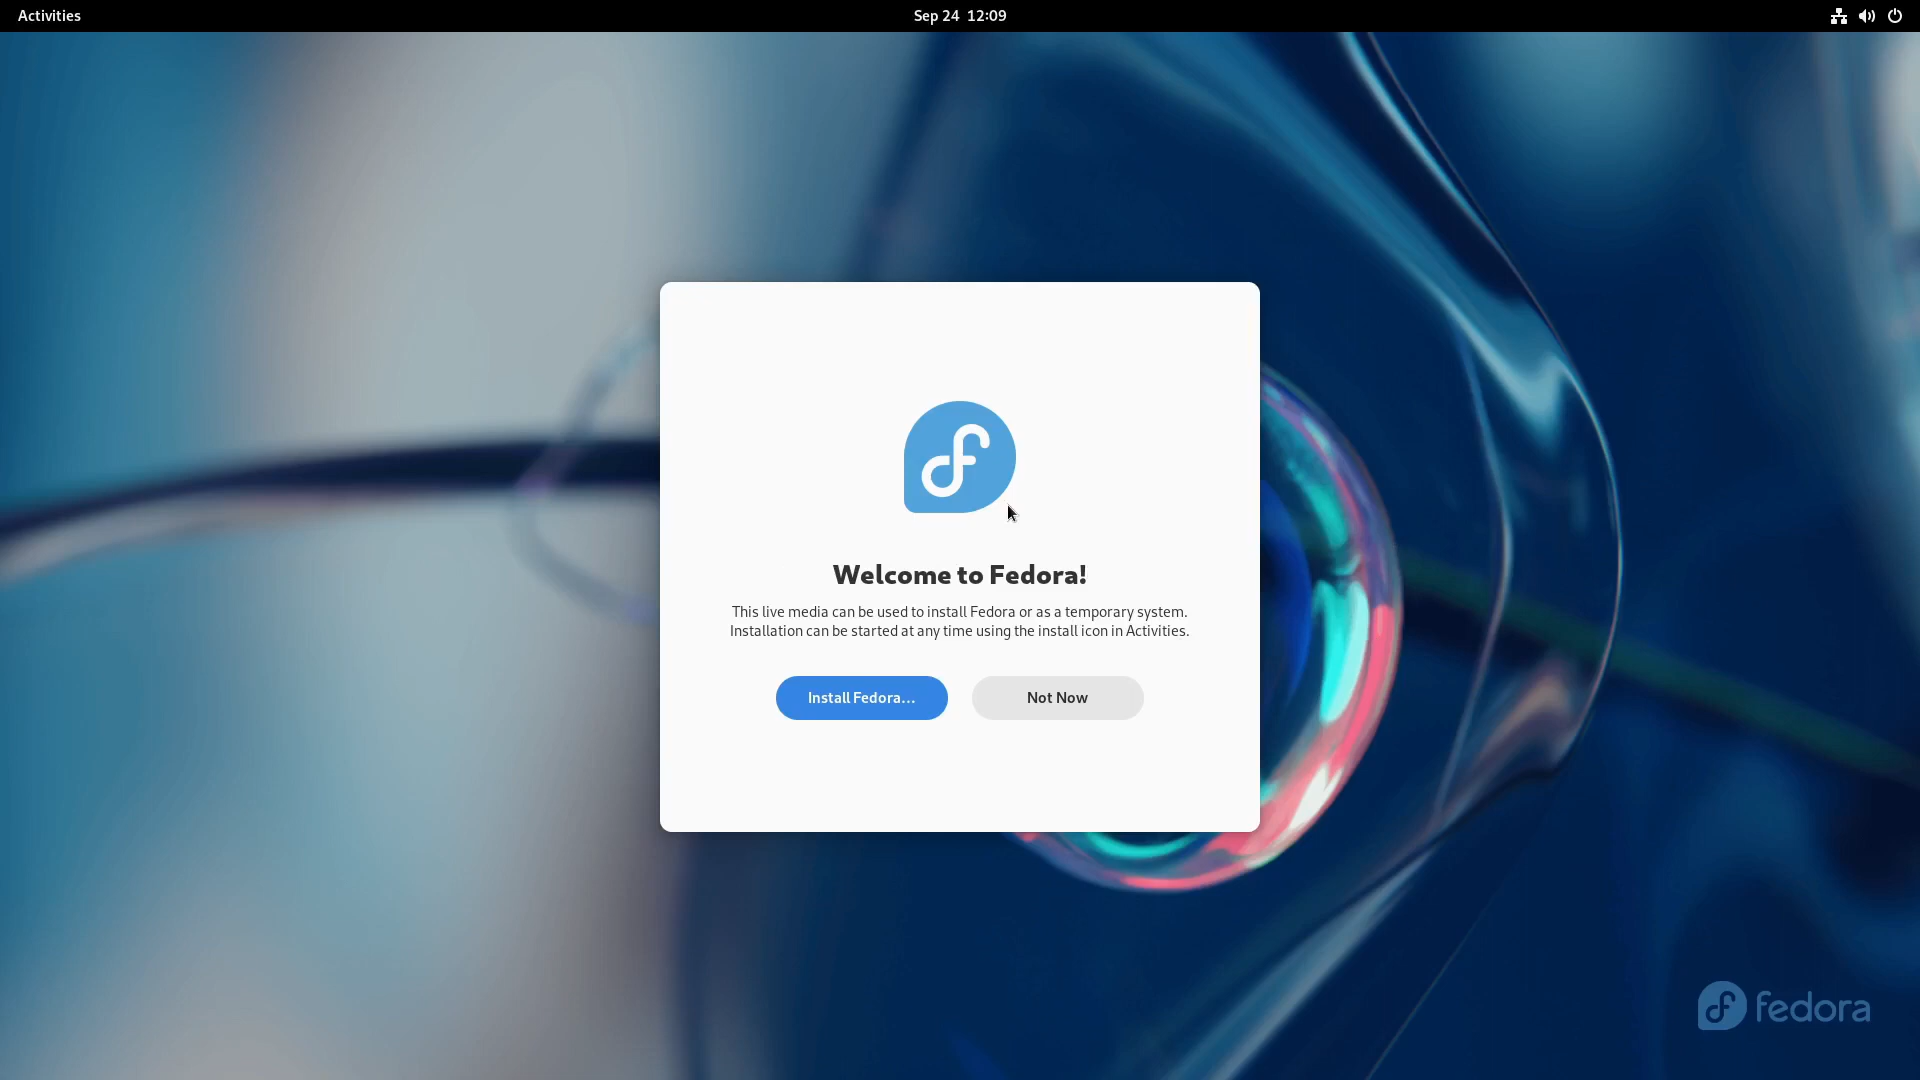 Activities
Sep 24 12:09
Welcome to Fedora!
This live media can be used to install Fedora or as a temporary system.
Installation can be started at any time using the install icon in Activities.
Install Fedora…
Not Now
fedora